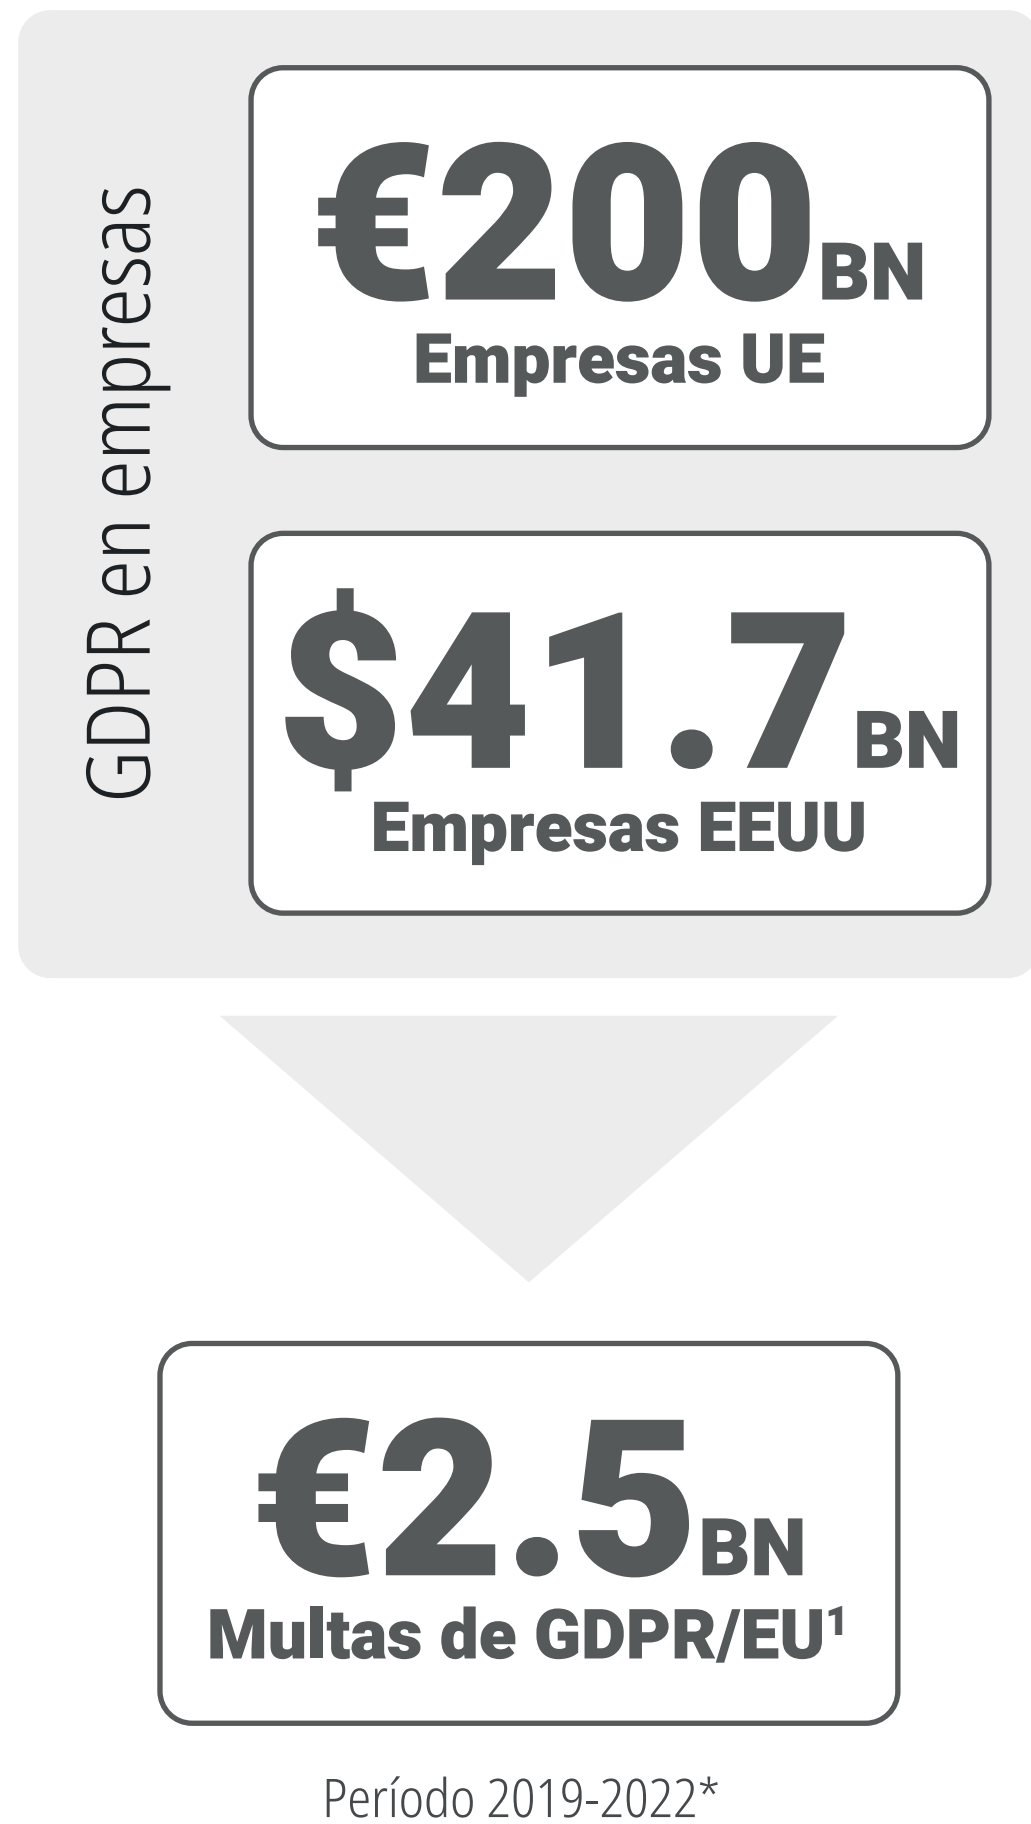 GDPR en empresas
€200BN
Empresas UE
$41.7BN
Empresas EEUU
€2.5BN
Multas de GDPR/EU¹
Período 2019-2022*